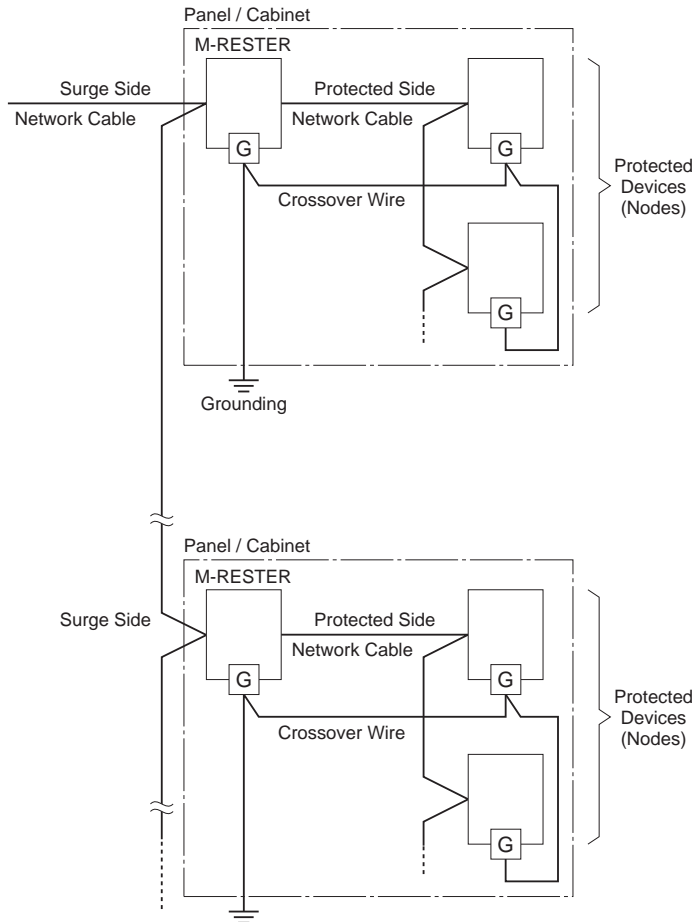 Panel / Cabinet
M-RESTER
Surge Side
Protected Side
Network Cable
Network Cable
G
G
Protected
Devices
(Nodes)
Crossover Wire
G
Grounding
Panel / Cabinet
M-RESTER
Surge Side
Protected Side
Network Cable
G
G
Protected
Devices
(Nodes)
Crossover Wire
G